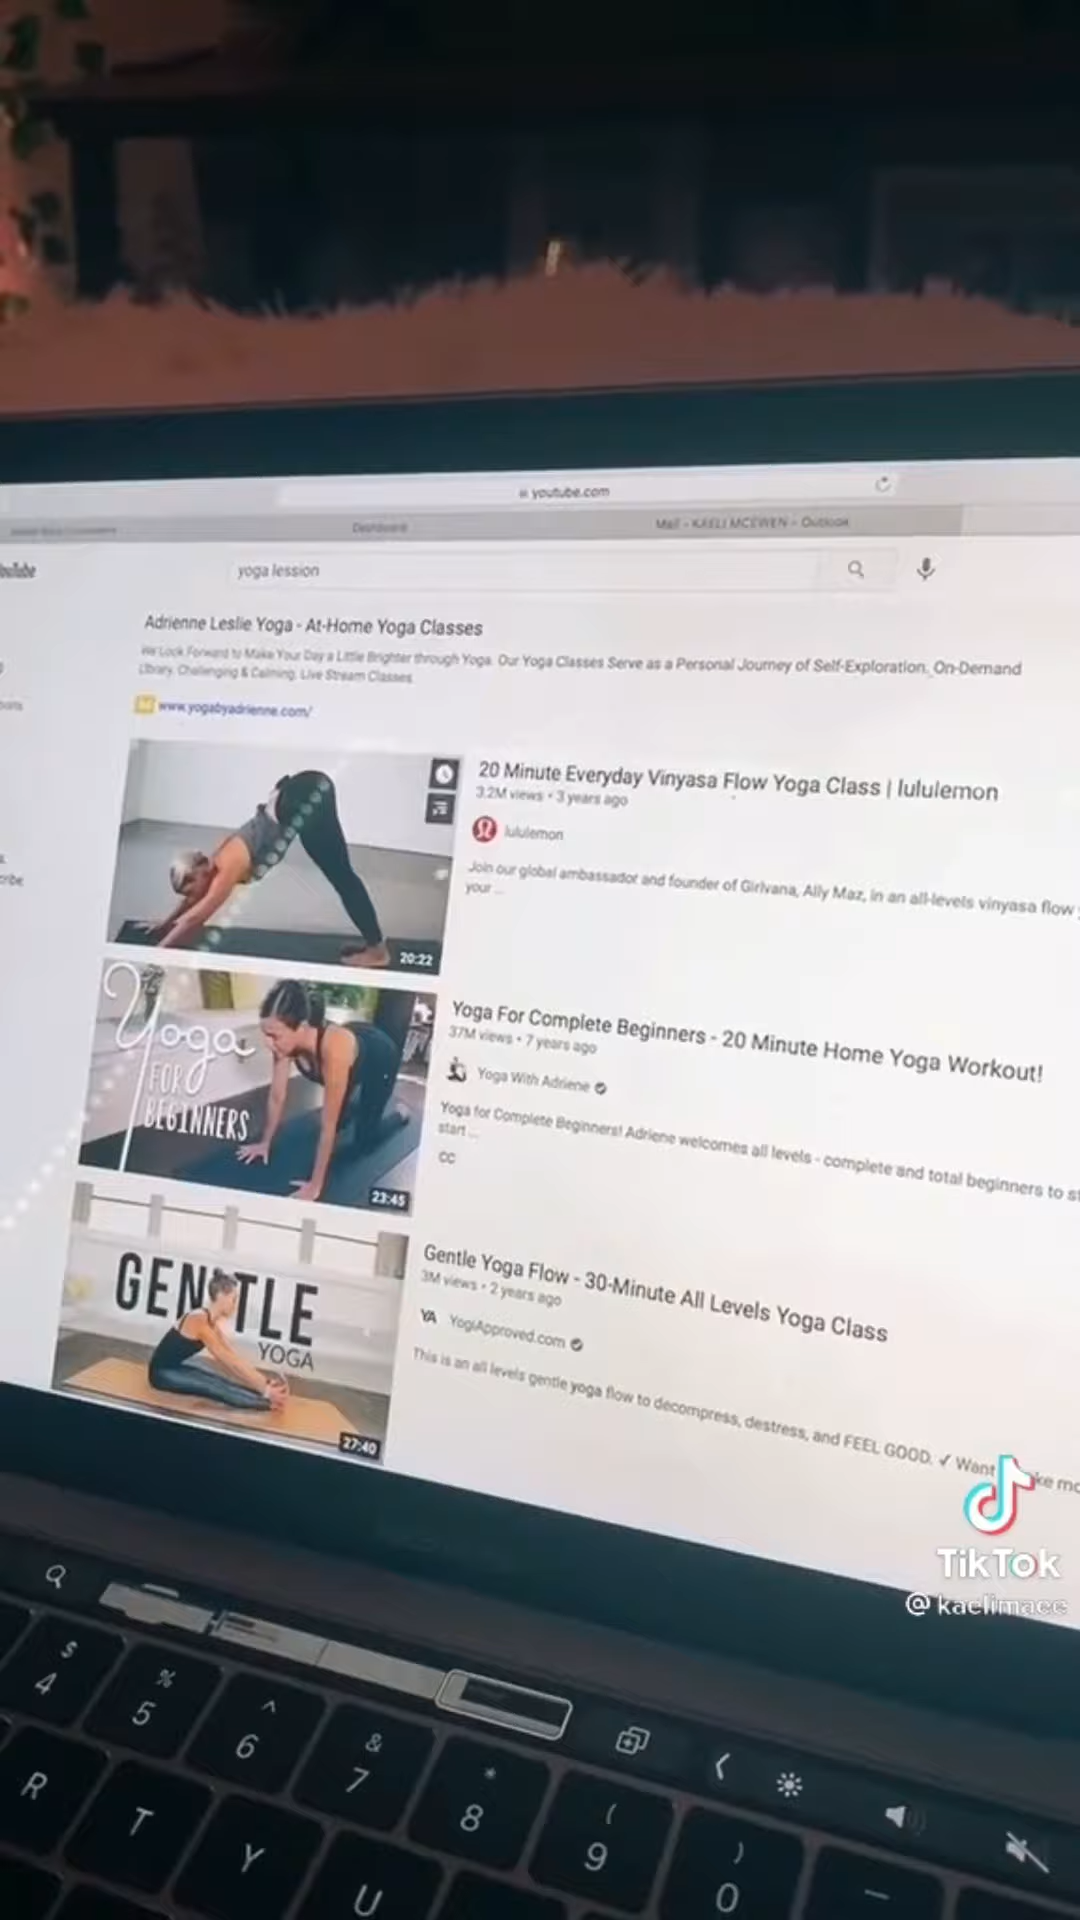 youtube.com
Dashboard
Mail - KAELI MCEWEN - Outlook
yoga lession
Adrienne Leslie Yoga - At-Home Yoga Classes
We Look Forward to Make Your Day a Little Brighter through Yoga. Our Yoga Classes Serve as a Personal Journey of Self-Exploration. On-Demand
Library. Challenging & Calming. Live Stream Classes
Ad www.yogabyadrienne.com/
20 Minute Everyday Vinyasa Flow Yoga Class | lululemon
3.2M views • 3 years ago
lululemon
Join our global ambassador and founder of Girlvana, Ally Maz, in an all-levels vinyasa flow
your ...
20:22
Yoga
FOR
BEGINNERS
23:45
Yoga For Complete Beginners - 20 Minute Home Yoga Workout!
37M views • 7 years ago
Yoga With Adriene
Yoga for Complete Beginners! Adriene welcomes all levels - complete and total beginners to
start ...
CC
GENTLE
YOGA
27:40
Gentle Yoga Flow - 30-Minute All Levels Yoga Class
3M views • 2 years ago
YA YogiApproved.com
This is an all levels gentle yoga flow to decompress, destress, and FEEL GOOD. ✓ Want
TikTok
@kaelimaee
$ % ^ & * ( )
4 5 6 7 8 9 0
R T Y U